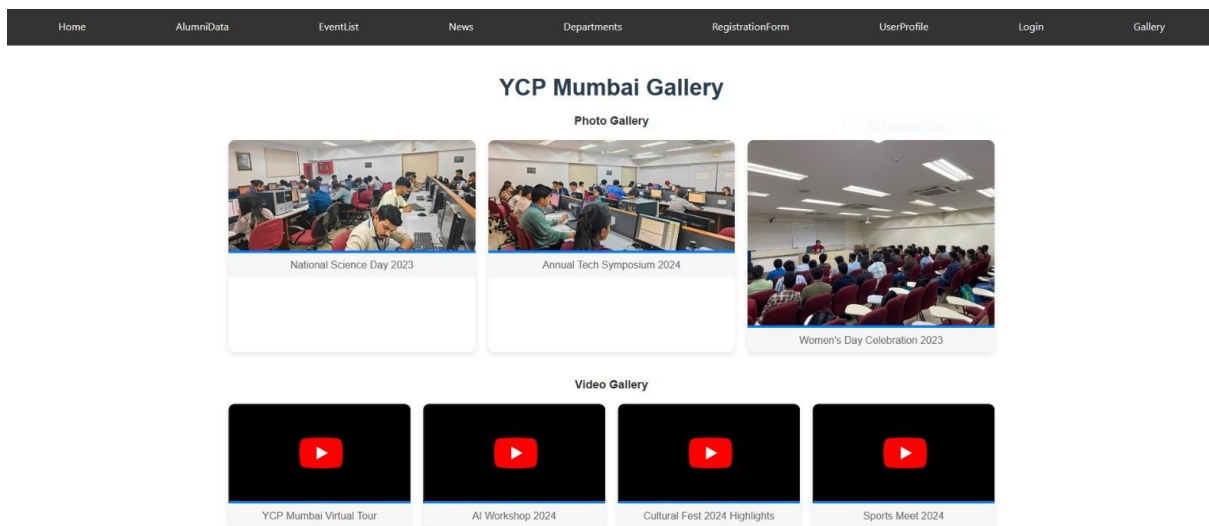 Home AlumniData EventList News Departments RegistrationForm UserProfile Login Gallery
YCP Mumbai Gallery
Photo Gallery
National Science Day 2023 Annual Tech Symposium 2024
Women's Day Celebration 2023
Video Gallery
YCP Mumbai Virtual Tour AI Workshop 2024 Cultural Fest 2024 Highlights Sports Meet 2024